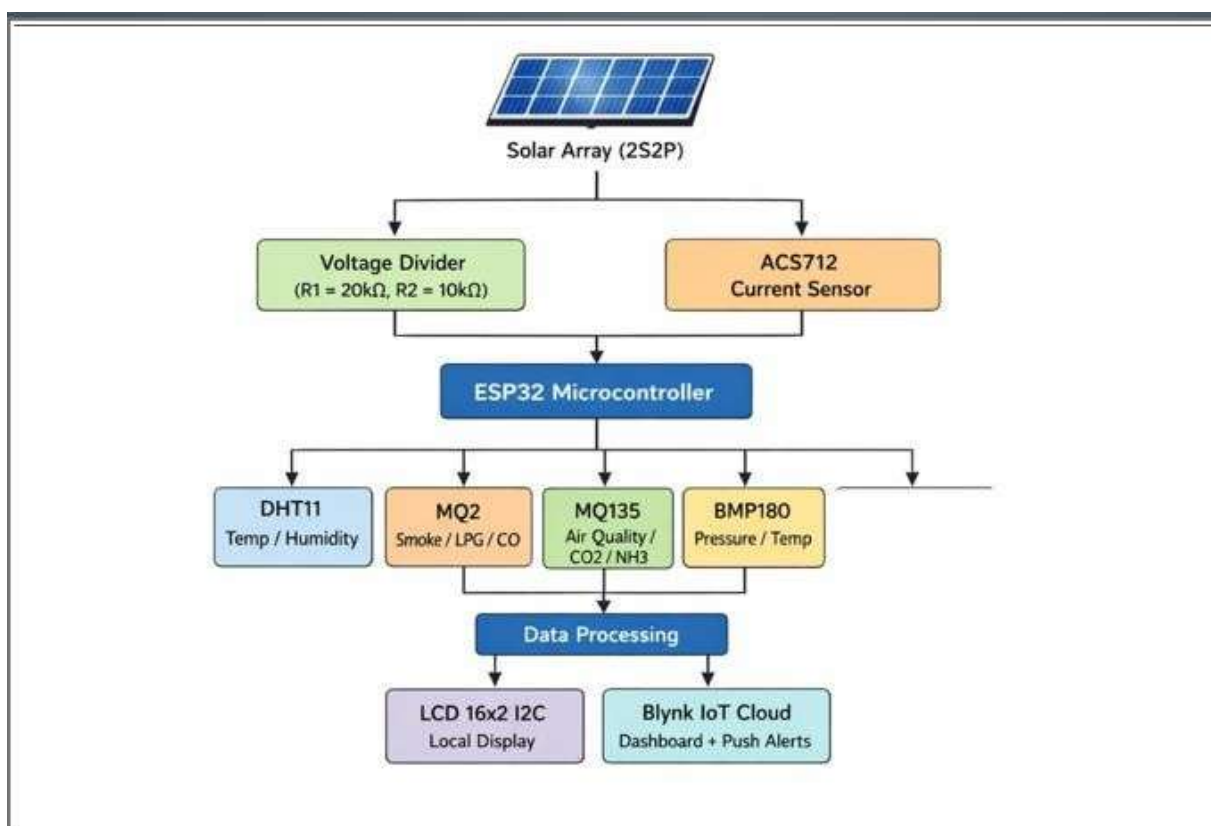 Solar Array (2S2P)
Voltage Divider
(R1 = 20kΩ, R2 = 10kΩ)
ACS712
Current Sensor
ESP32 Microcontroller
DHT11
Temp / Humidity
MQ2
Smoke / LPG / CO
MQ135
Air Quality /
CO2 / NH3
BMP180
Pressure / Temp
Data Processing
LCD 16x2 I2C
Local Display
Blynk IoT Cloud
Dashboard + Push Alerts